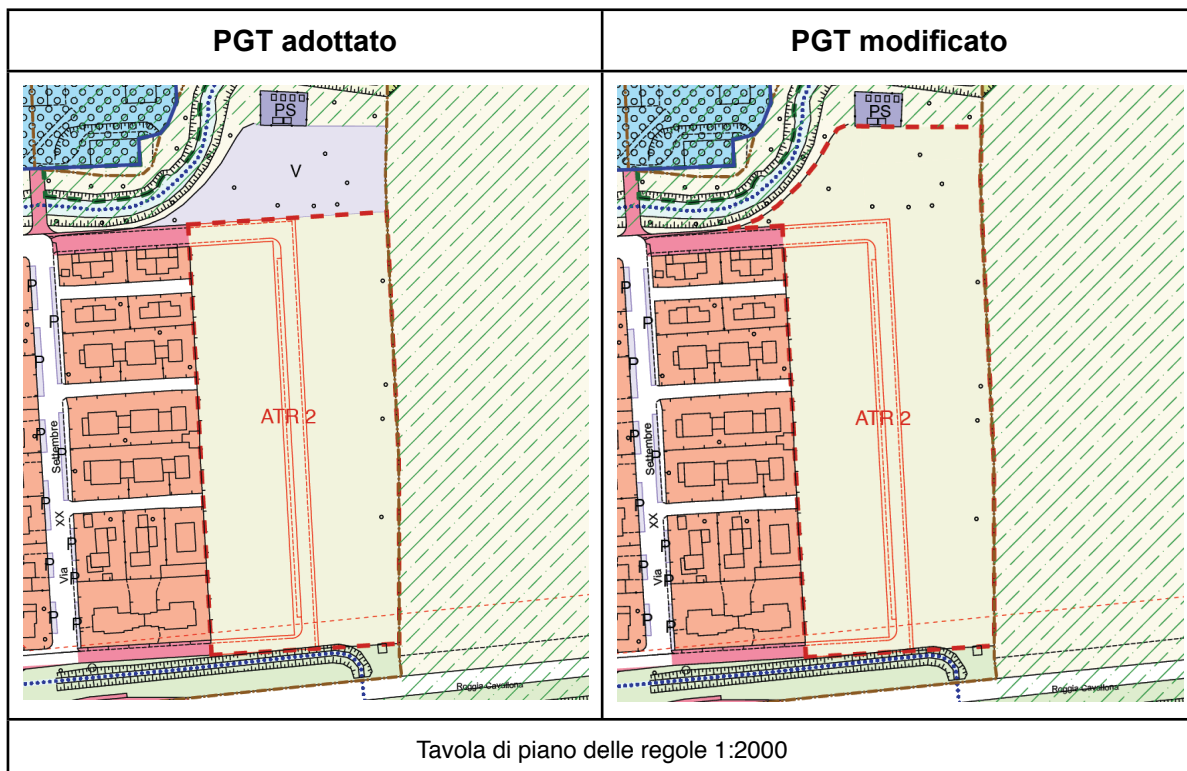 PGT adottato
PGT modificato
PS
V
P
P
P
ATR 2
P
Settembre
P
P
XX
P
P
Via
P
P
P
Roggia Cavallona
PS
P
P
P
ATR 2
P
Settembre
P
P
XX
P
P
Via
P
P
P
Roggia Cavallona
Tavola di piano delle regole 1:2000